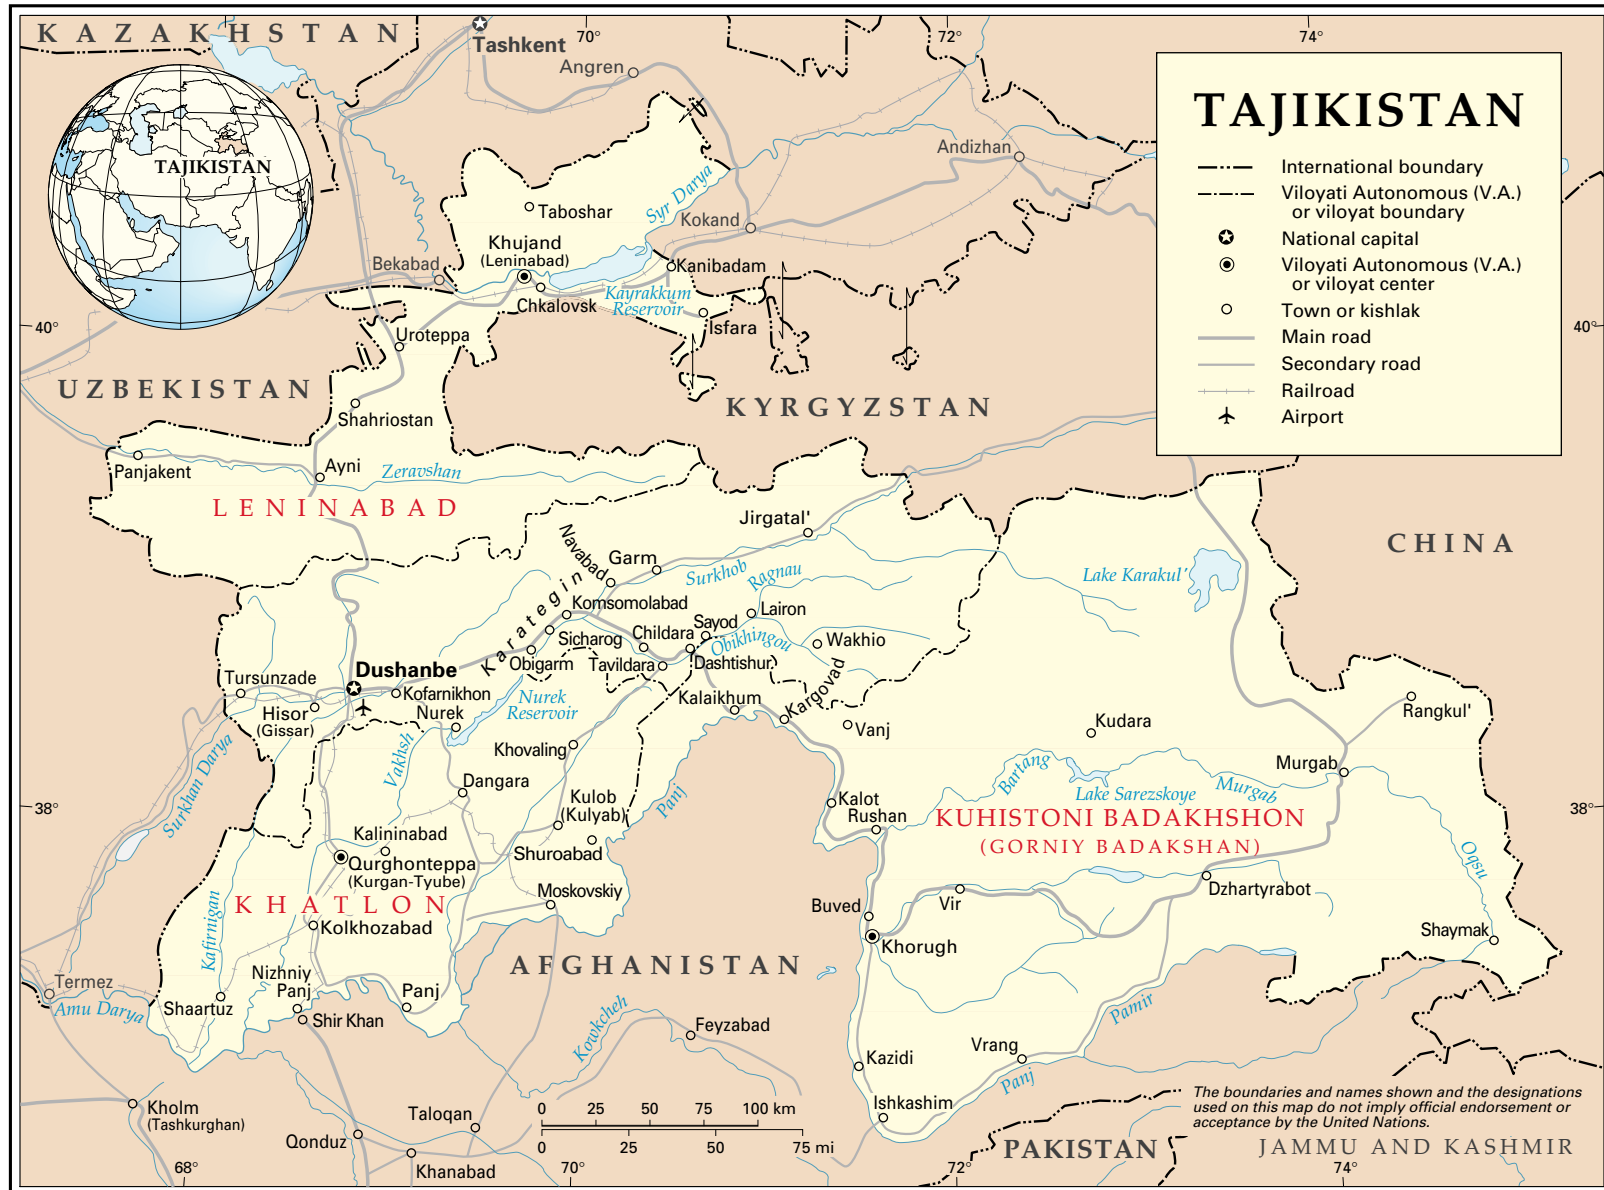 KAZAKHSTAN
70°
72°
74°
Tashkent
Angren
TAJIKISTAN
TAJIKISTAN
International boundary
Viloyati Autonomous (V.A.)
or viloyat boundary
National capital
Viloyati Autonomous (V.A.)
or viloyat center
Town or kishlak
Main road
Secondary road
Railroad
Airport
Andizhan
Taboshar
Syr Darya
Kokand
Khujand
(Leninabad)
Bekabad
Kanibadam
Kayrakkum
Reservoir
Chkalovsk
Isfara
40°
40°
Uroteppa
UZBEKISTAN
KYRGYZSTAN
Shahriostan
Panjakent
Ayni
Zeravshan
LENINABAD
Jirgatal'
CHINA
Navabad
Garm
Surkhob
Ragnau
Lake Karakul'
Karategin
Komsomolabad
Lairon
Sayod
Sicharog
Childara
Obikhingou
Wakhio
Obigarm
Tavildara
Dashtishur
Dushanbe
Tursunzade
Kofarnikhon
Nurek
Reservoir
Kalaikhum
Kargovad
Hisor
(Gissar)
Nurek
Rangkul'
Kudara
Vanj
Khovaling
Vakhsh
Surkhan Darya
Murgab
Bartang
Dangara
Lake Sarezskoye
Murgab
Panj
Kulob
(Kulyab)
Kalot
Rushan
38°
38°
KUHISTONI BADAKHSHON
(GORNIY BADAKSHAN)
Kalininabad
Shuroabad
Oqsu
Qurghonteppa
(Kurgan-Tyube)
Dzhartyrabot
Moskovskiy
Vir
KHATLON
Buved
Kolkhozabad
Kafirnigan
Khorugh
Shaymak
AFGHANISTAN
Termez
Nizhniy
Panj
Panj
Amu Darya
Shaartuz
Shir Khan
Pamir
Kowkcheh
Feyzabad
Vrang
Kazidi
Panj
Ishkashim
Kholm
(Tashkurghan)
Taloqan
0 25 50 75 100 km
0 25 50 75 mi
Qonduz
Khanabad
The boundaries and names shown and the designations
used on this map do not imply official endorsement or
acceptance by the United Nations.
PAKISTAN
JAMMU AND KASHMIR
68°
70°
72°
74°